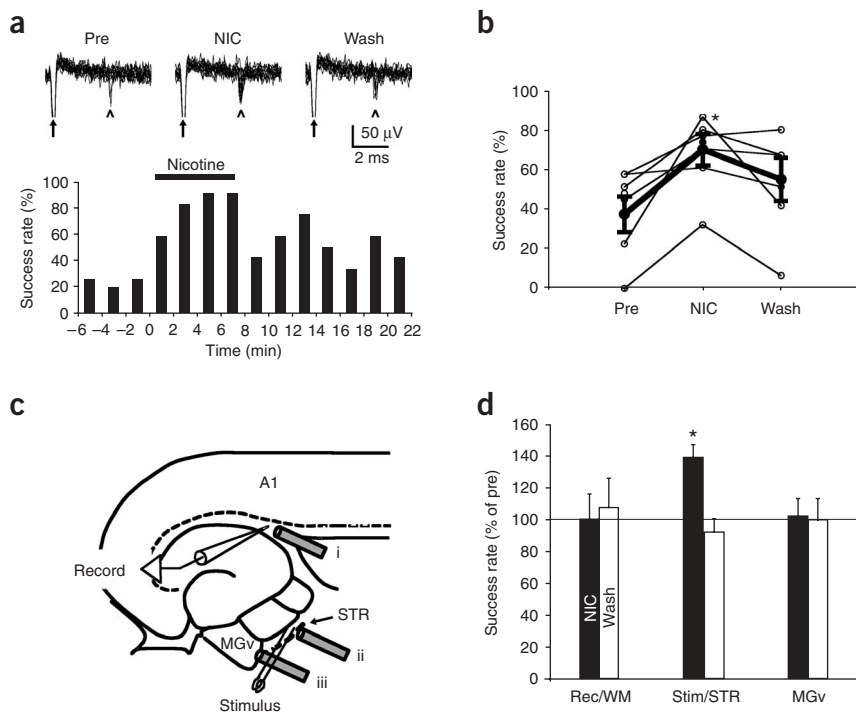 a
Pre NIC Wash
^ ^ ^
50 µV
2 ms
Nicotine
Success rate (%)
100
80
60
40
20
0
−6 −4 −2 0 2 4 6 8 10 12 14 16 18 20 22
Time (min)
b
Success rate (%)
100
80
60
40
20
0
*
Pre NIC Wash
c
A1
Record
i
STR
MGv
ii
iii
Stimulus
d
Success rate (% of pre)
160
140
120
100
80
60
40
20
0
*
NIC
Wash
Rec/WM Stim/STR MGv